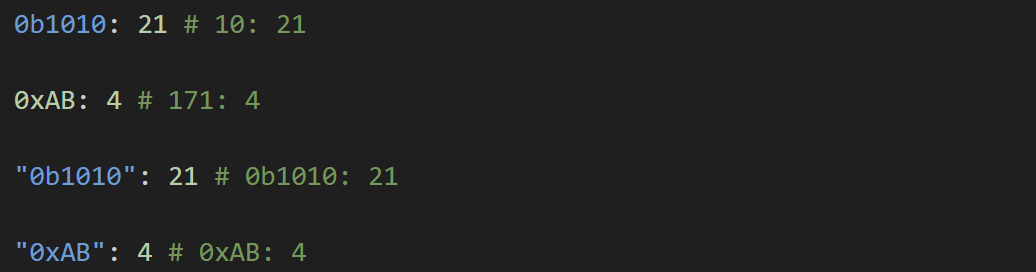 0b1010: 21 # 10: 21
0xAB: 4 # 171: 4
"0b1010": 21 # 0b1010: 21
"0xAB": 4 # 0xAB: 4